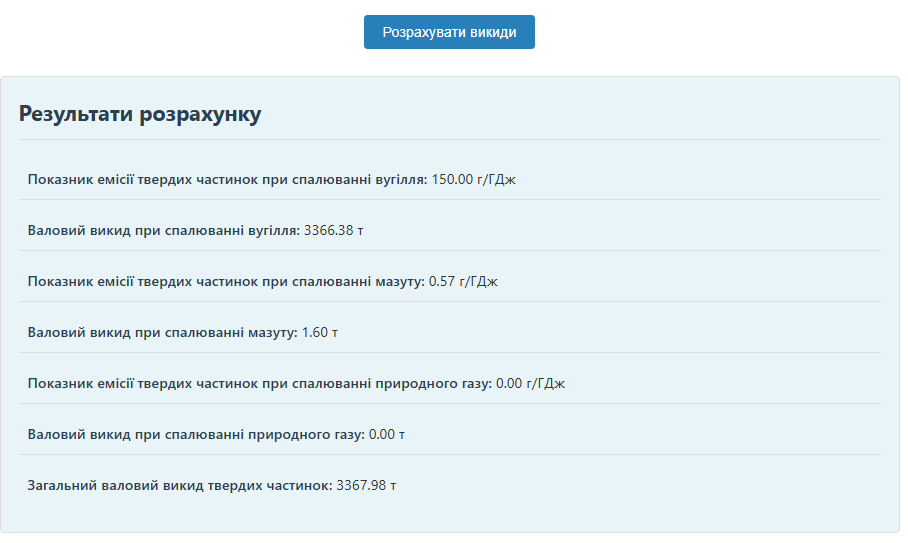 Розрахувати викиди
Результати розрахунку
Показник емісії твердих частинок при спалюванні вугілля: 150.00 г/ГДж
Валовий викид при спалюванні вугілля: 3366.38 т
Показник емісії твердих частинок при спалюванні мазуту: 0.57 г/ГДж
Валовий викид при спалюванні мазуту: 1.60 т
Показник емісії твердих частинок при спалюванні природного газу: 0.00 г/ГДж
Валовий викид при спалюванні природного газу: 0.00 т
Загальний валовий викид твердих частинок: 3367.98 т